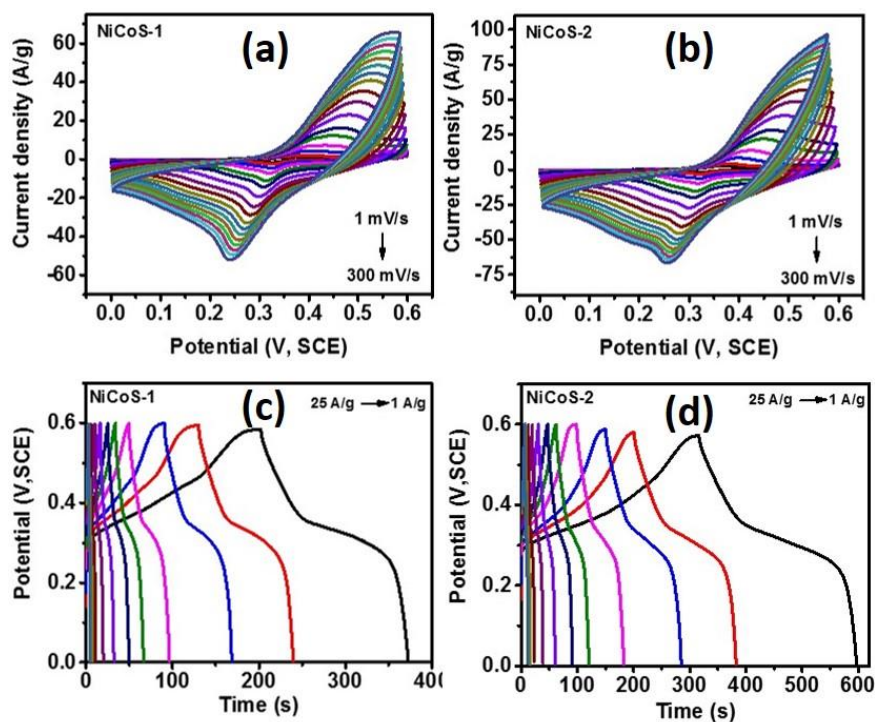 NiCoS-1
(a)
Current density (A/g)
60
40
20
0
-20
-40
-60
1 mV/s
300 mV/s
0.0 0.1 0.2 0.3 0.4 0.5 0.6
Potential (V, SCE)
NiCoS-2
(b)
Current density (A/g)
100
75
50
25
0
-25
-50
-75
1 mV/s
300 mV/s
0.0 0.1 0.2 0.3 0.4 0.5 0.6
Potential (V, SCE)
NiCoS-1
(c)
25 A/g 1 A/g
Potential (V,SCE)
0.6
0.4
0.2
0.0
0 100 200 300 400
Time (s)
NiCoS-2
(d)
25 A/g 1 A/g
Potential (V,SCE)
0.6
0.4
0.2
0.0
0 100 200 300 400 500 600
Time (s)